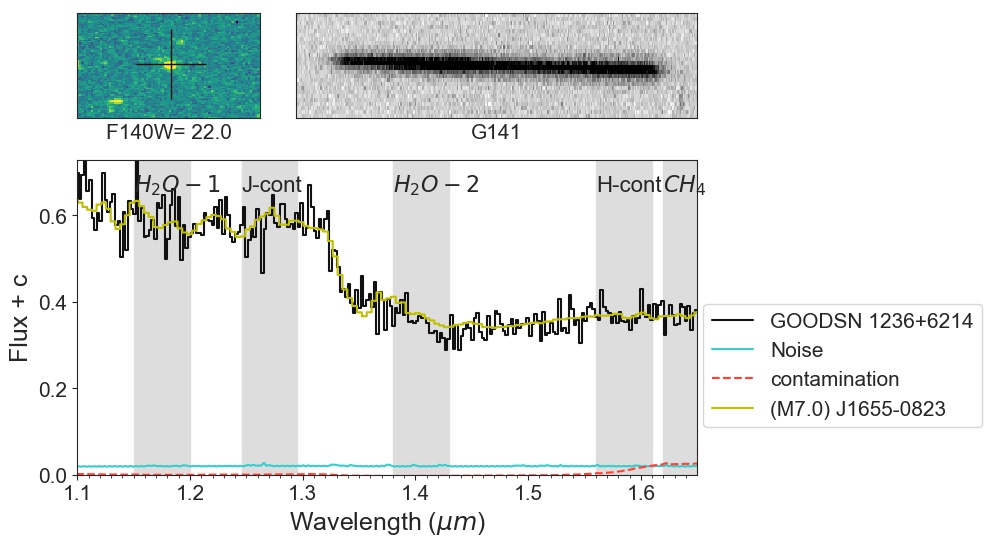 F140W= 22.0
G141
H₂O − 1
J-cont
H₂O − 2
H-cont
CH₄
0.6
0.4
0.2
0.0
Flux + c
1.1
1.2
1.3
1.4
1.5
1.6
Wavelength (μm)
GOODSN 1236+6214
Noise
contamination
(M7.0) J1655-0823